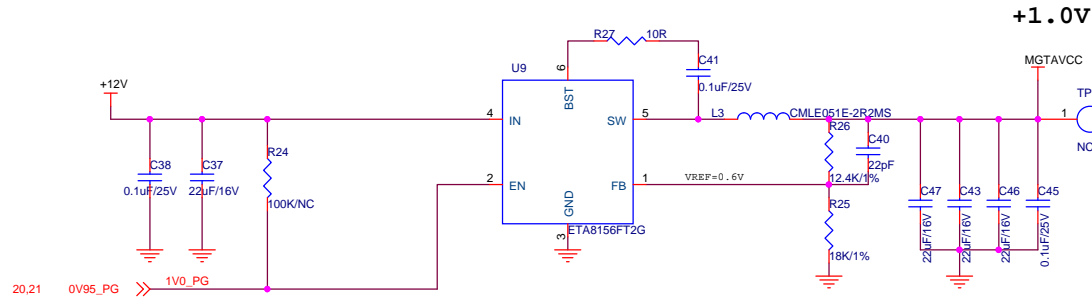 +1.0V
R27
10R
C41
0.1uF/25V
MGTAVCC
U9
6
BST
+12V
4
IN
SW
5
L3
CMLE051E-2R2MS
1
TP
NC
R26
C40
22pF
12.4K/1%
C38
0.1uF/25V
C37
22uF/16V
R24
100K/NC
2
EN
FB
1
VREF=0.6V
GND
3
ETA8156FT2G
R25
18K/1%
C47
22uF/16V
C43
22uF/16V
C46
22uF/16V
C45
0.1uF/25V
20,21
0V95_PG
1V0_PG